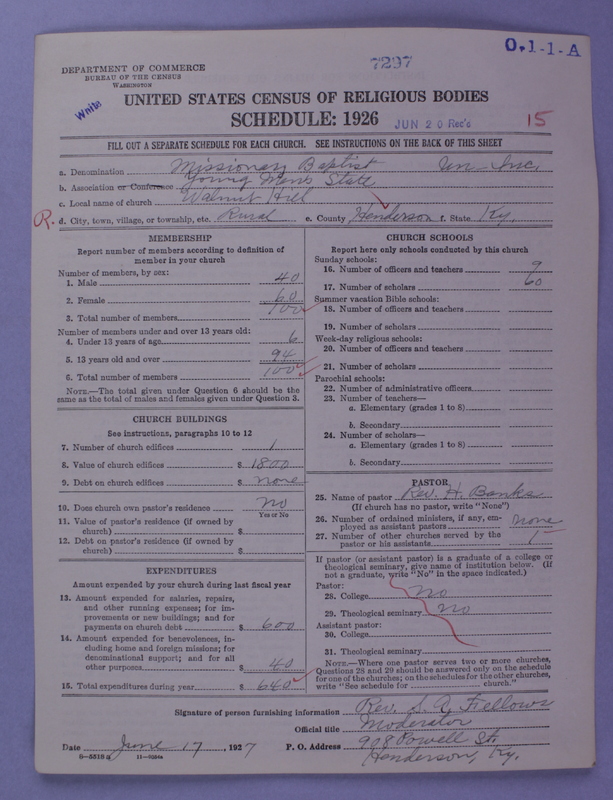 O.1-1-A
7297
DEPARTMENT OF COMMERCE
BUREAU OF THE CENSUS
WASHINGTON
White
UNITED STATES CENSUS OF RELIGIOUS BODIES
SCHEDULE: 1926
JUN 20 Rec'd
15
FILL OUT A SEPARATE SCHEDULE FOR EACH CHURCH. SEE INSTRUCTIONS ON THE BACK OF THIS SHEET
a. Denomination Missionary Baptist Un. Inc.
b. Association or Conference Young Mens State
c. Local name of church Walnut Hill
R. d. City, town, village, or township, etc. Rural e. County Henderson f. State Ky.
MEMBERSHIP
Report number of members according to definition of
member in your church
Number of members, by sex:
1. Male 40
2. Female 60
3. Total number of members 100
Number of members under and over 13 years old:
4. Under 13 years of age 6
5. 13 years old and over 94
6. Total number of members 100
NOTE.—The total given under Question 6 should be the
same as the total of males and females given under Question 3.
CHURCH BUILDINGS
See instructions, paragraphs 10 to 12
7. Number of church edifices 1
8. Value of church edifices $ 1800
9. Debt on church edifices $ none
10. Does church own pastor's residence no
Yes or No
11. Value of pastor's residence (if owned by
church) $
12. Debt on pastor's residence (if owned by
church) $
EXPENDITURES
Amount expended by your church during last fiscal year
13. Amount expended for salaries, repairs,
and other running expenses; for im-
provements or new buildings; and for
payments on church debt $ 600
14. Amount expended for benevolences, in-
cluding home and foreign missions; for
denominational support; and for all
other purposes $ 40
15. Total expenditures during year $ 640
CHURCH SCHOOLS
Report here only schools conducted by this church
Sunday schools:
16. Number of officers and teachers 9
17. Number of scholars 60
Summer vacation Bible schools:
18. Number of officers and teachers
19. Number of scholars
Week-day religious schools:
20. Number of officers and teachers
21. Number of scholars
Parochial schools:
22. Number of administrative officers
23. Number of teachers—
a. Elementary (grades 1 to 8)
b. Secondary
24. Number of scholars—
a. Elementary (grades 1 to 8)
b. Secondary
PASTOR
25. Name of pastor Rev. H. Banks
(If church has no pastor, write "None")
26. Number of ordained ministers, if any, em-
ployed as assistant pastors none
27. Number of other churches served by the
pastor or his assistants 1
If pastor (or assistant pastor) is a graduate of a college or
theological seminary, give name of institution below. (If
not a graduate, write "No" in the space indicated.)
Pastor:
28. College No
29. Theological seminary No
Assistant pastor:
30. College
31. Theological seminary
NOTE.—Where one pastor serves two or more churches,
Questions 28 and 29 should be answered only on the schedule
for one of the churches; on the schedules for the other churches,
write "See schedule for church."
Signature of person furnishing information Rev. S. A. Fellows
Official title Moderator
Date June 17, 1927 P. O. Address 908 Powell St.
Henderson, Ky.